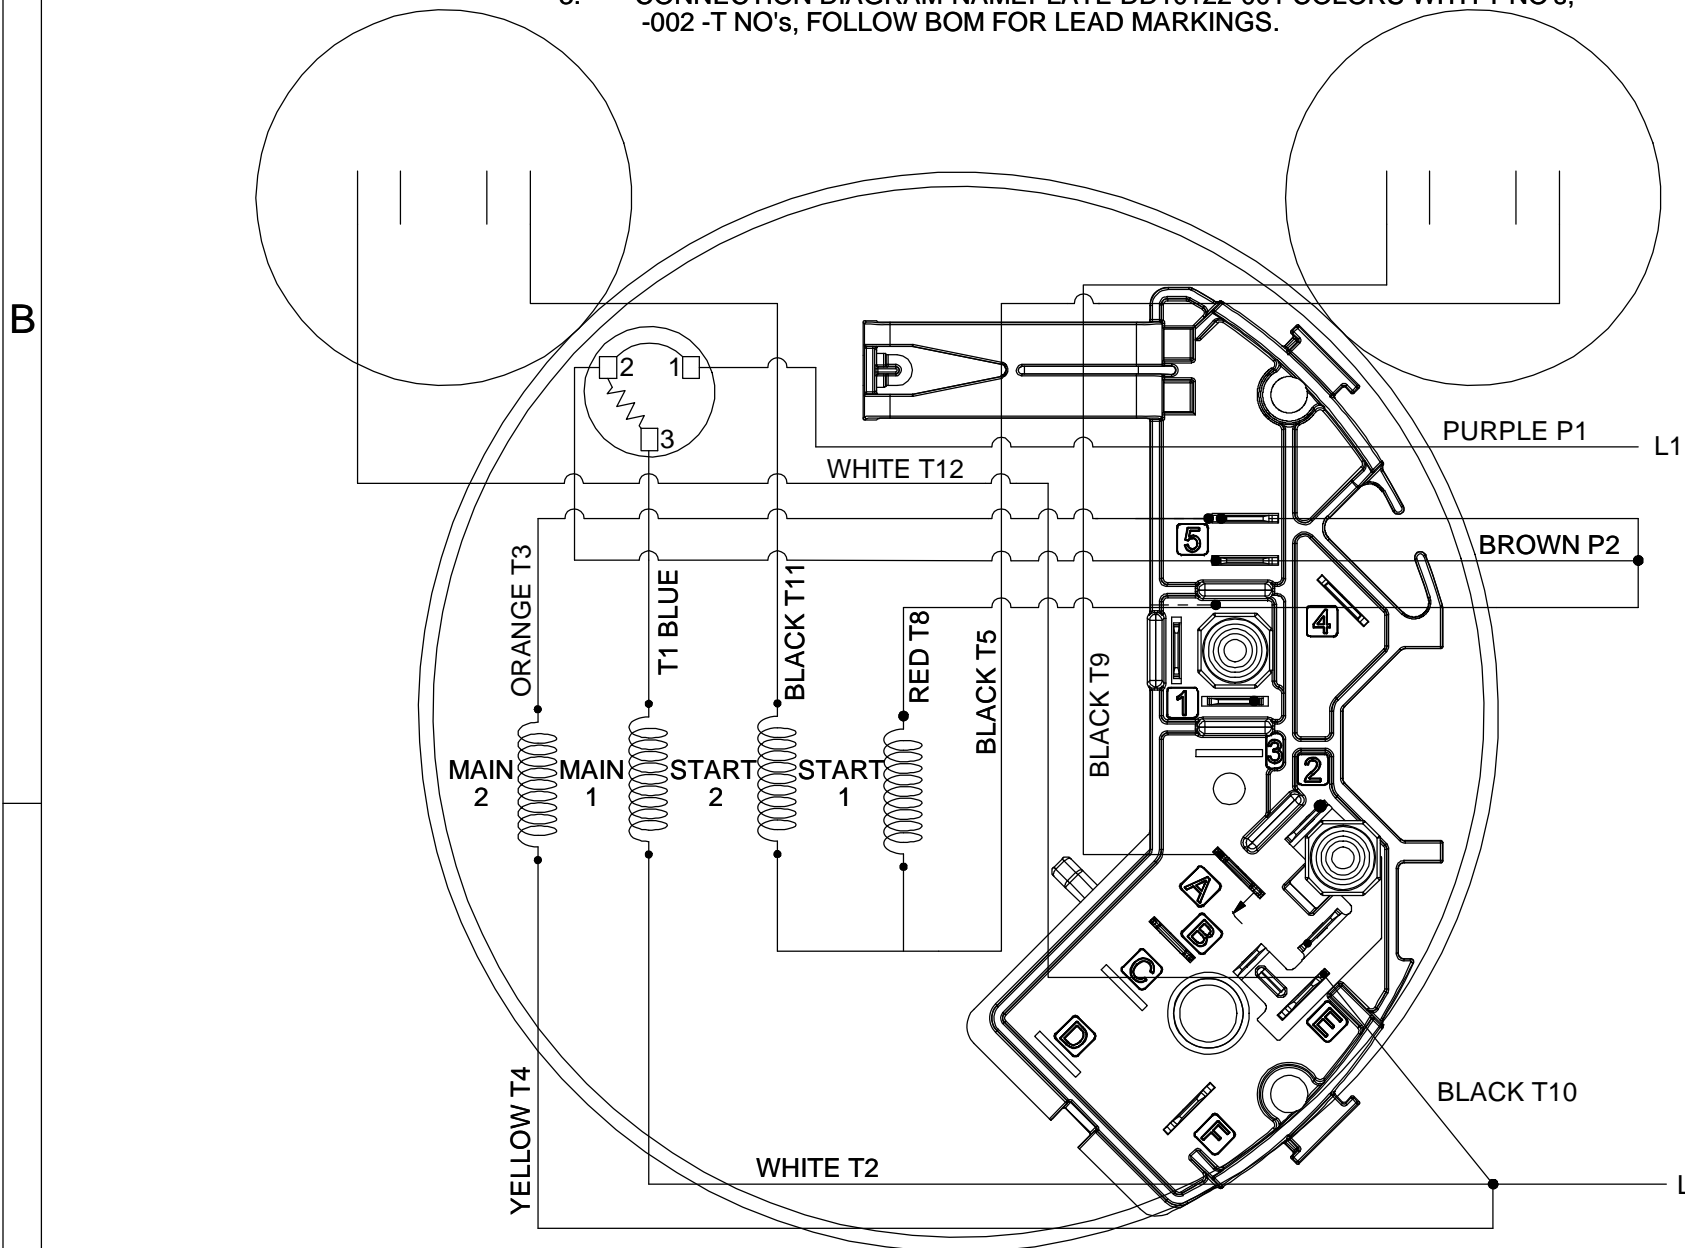 -002 -T NO's, FOLLOW BOM FOR LEAD MARKINGS.
B
2
1
3
PURPLE P1
L1
WHITE T12
5
BROWN P2
ORANGE T3
T1 BLUE
BLACK T11
RED T8
BLACK T5
BLACK T9
4
1
3
2
MAIN 2
MAIN 1
START 2
START 1
A
B
C
D
E
F
BLACK T10
YELLOW T4
WHITE T2